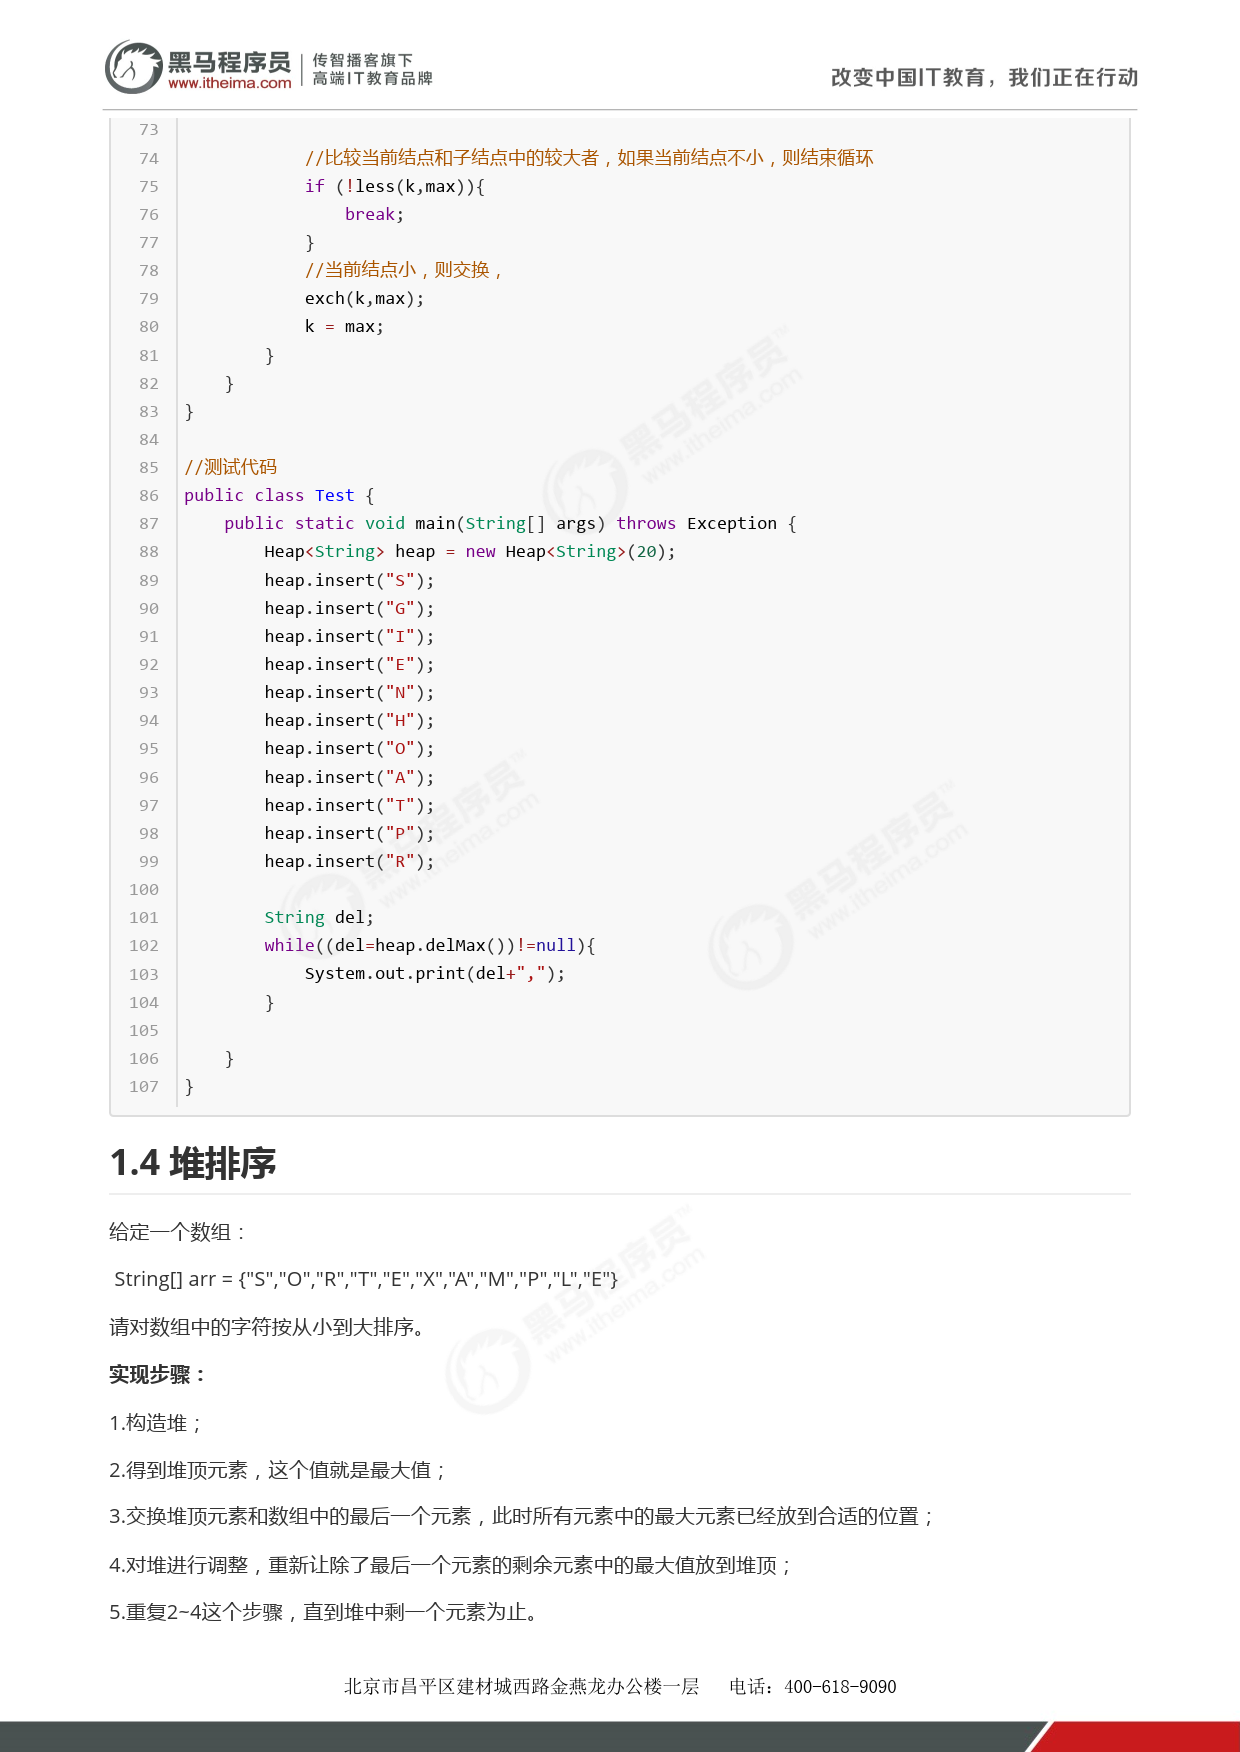 黑马程序员 传智播客旗下
www.itheima.com 高端IT教育品牌
改变中国IT教育，我们正在行动
73
74 //比较当前结点和子结点中的较大者，如果当前结点不小，则结束循环
75 if (!less(k,max)){
76 break;
77 }
78 //当前结点小，则交换，
79 exch(k,max);
80 k = max;
81 }
82 }
83 }
84
85 //测试代码
86 public class Test {
87 public static void main(String[] args) throws Exception {
88 Heap<String> heap = new Heap<String>(20);
89 heap.insert("S");
90 heap.insert("G");
91 heap.insert("I");
92 heap.insert("E");
93 heap.insert("N");
94 heap.insert("H");
95 heap.insert("O");
96 heap.insert("A");
97 heap.insert("T");
98 heap.insert("P");
99 heap.insert("R");
100
101 String del;
102 while((del=heap.delMax())!=null){
103 System.out.print(del+",");
104 }
105
106 }
107 }
1.4 堆排序
给定一个数组：
String[] arr = {"S","O","R","T","E","X","A","M","P","L","E"}
请对数组中的字符按从小到大排序。
实现步骤：
1.构造堆；
2.得到堆顶元素，这个值就是最大值；
3.交换堆顶元素和数组中的最后一个元素，此时所有元素中的最大元素已经放到合适的位置；
4.对堆进行调整，重新让除了最后一个元素的剩余元素中的最大值放到堆顶；
5.重复2~4这个步骤，直到堆中剩一个元素为止。
北京市昌平区建材城西路金燕龙办公楼一层 电话：400-618-9090